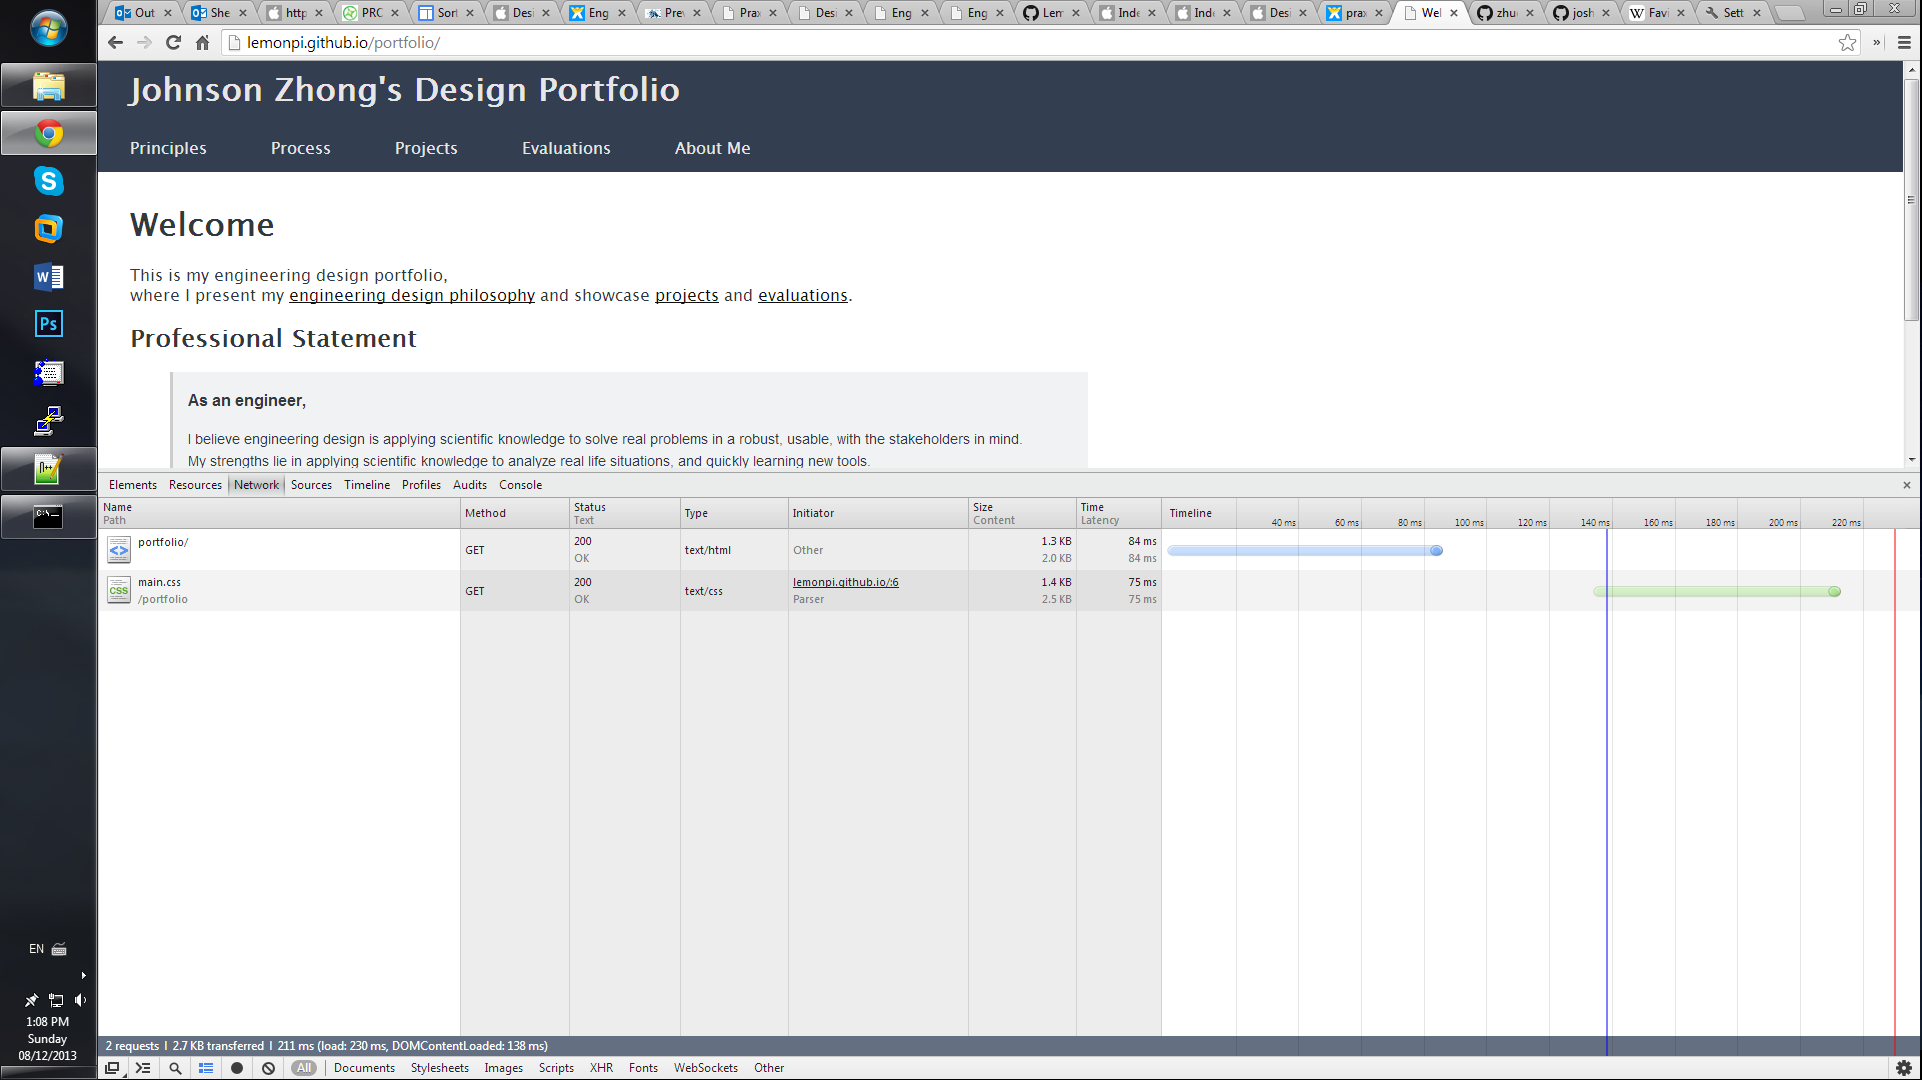 Out
She
http
PRC
Sort
Desi
Eng
Prev
Prax
Desi
Eng
Eng
Lem
Inde
Inde
Desi
prax
Wel
zhu
josh
Favi
Sett
lemonpi.github.io/portfolio/
Johnson Zhong's Design Portfolio
Principles Process Projects Evaluations About Me
Welcome
This is my engineering design portfolio,
where I present my engineering design philosophy and showcase projects and evaluations.
Professional Statement
As an engineer,
I believe engineering design is applying scientific knowledge to solve real problems in a robust, usable, with the stakeholders in mind.
My strengths lie in applying scientific knowledge to analyze real life situations, and quickly learning new tools.
Elements Resources Network Sources Timeline Profiles Audits Console
Name Method Status Type Initiator Size Time Timeline
Path Text Content Latency
40 ms 60 ms 80 ms 100 ms 120 ms 140 ms 160 ms 180 ms 200 ms 220 ms
portfolio/ GET 200 OK text/html Other 1.3 KB 2.0 KB 84 ms 84 ms
main.css /portfolio GET 200 OK text/css lemonpi.github.io/:6 Parser 1.4 KB 2.5 KB 75 ms 75 ms
2 requests | 2.7 KB transferred | 211 ms (load: 230 ms, DOMContentLoaded: 138 ms)
All Documents Stylesheets Images Scripts XHR Fonts WebSockets Other
EN
1:08 PM
Sunday
08/12/2013